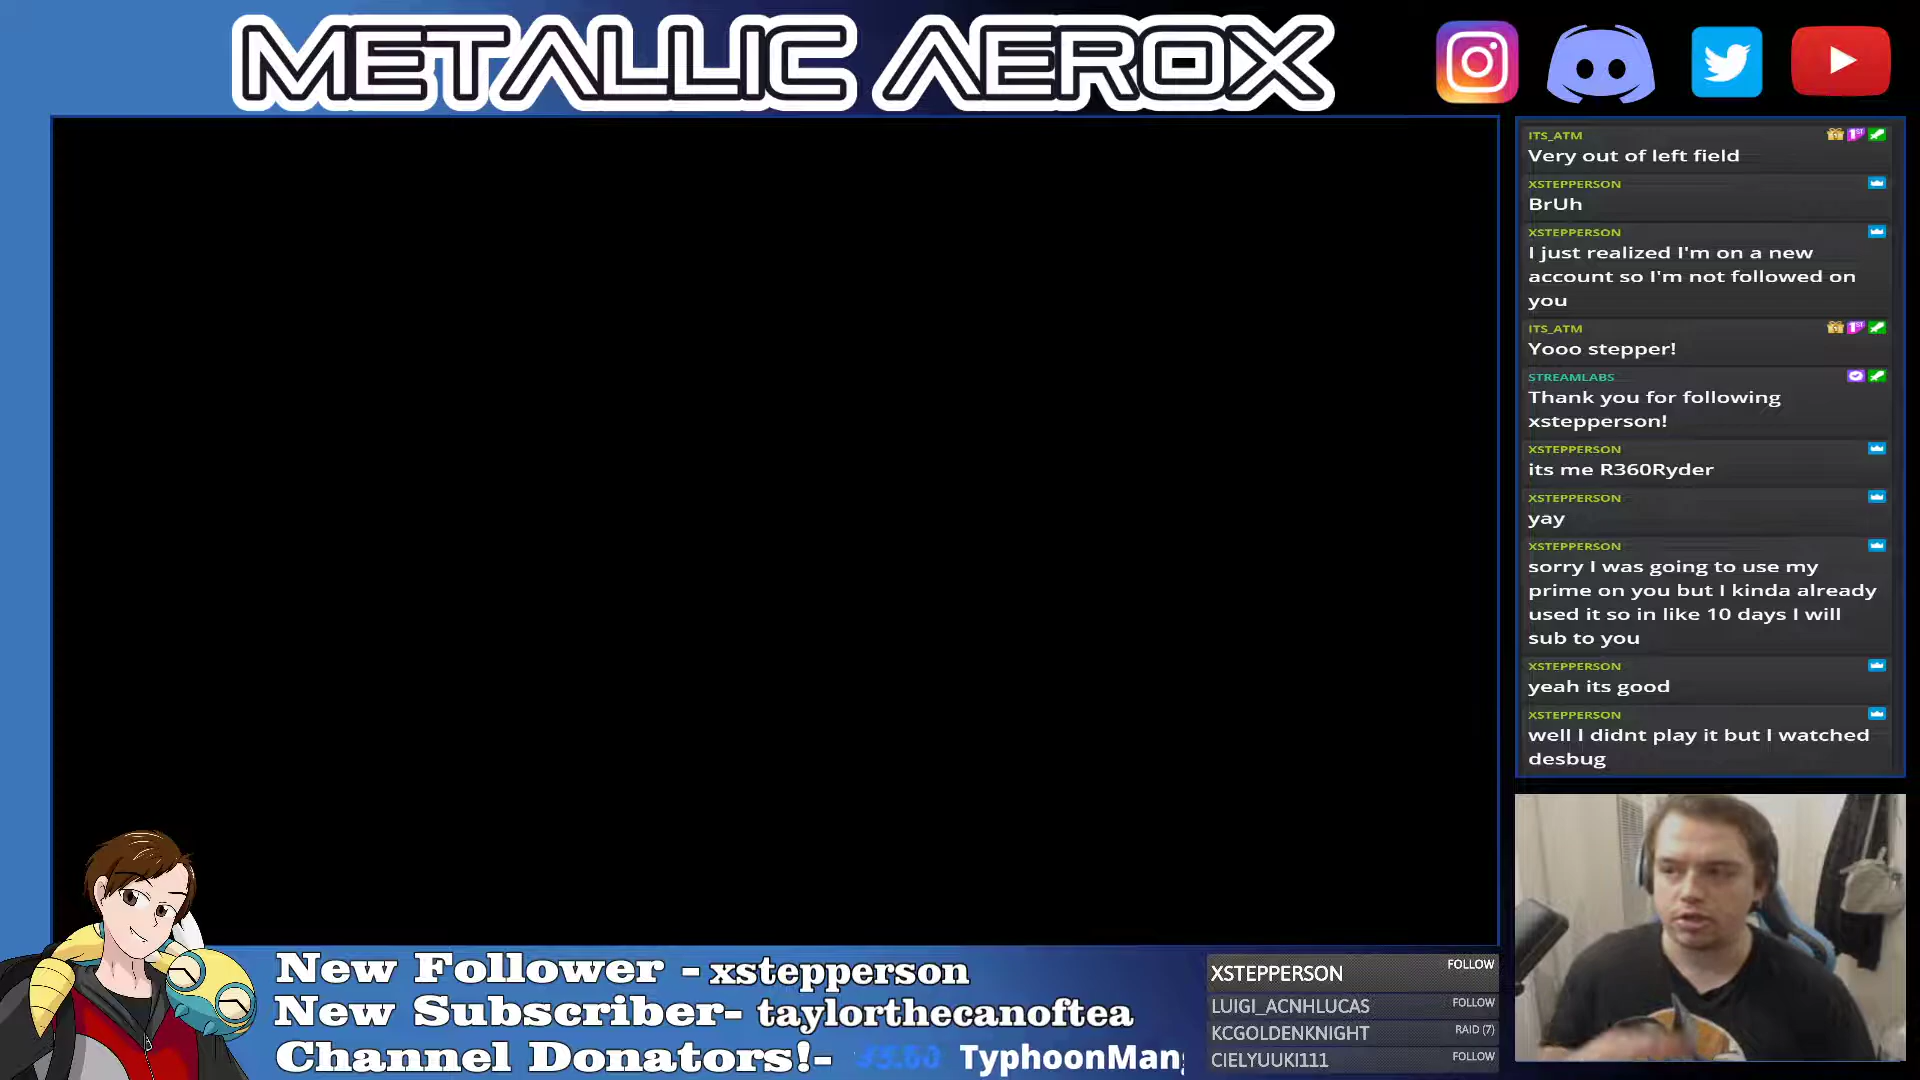 METALLIC AEROX
ITS_ATM
Very out of left field
XSTEPPERSON
BrUh
XSTEPPERSON
I just realized I'm on a new
account so I'm not followed on
you
ITS_ATM
Yooo stepper!
STREAMLABS
Thank you for following
xstepperson!
XSTEPPERSON
its me R360Ryder
XSTEPPERSON
yay
XSTEPPERSON
sorry I was going to use my
prime on you but I kinda already
used it so in like 10 days I will
sub to you
XSTEPPERSON
yeah its good
XSTEPPERSON
well I didnt play it but I watched
desbug
New Follower - xstepperson
New Subscriber- taylorthecanoftea
Channel Donators!- TyphoonMan
XSTEPPERSON FOLLOW
LUIGI_ACNHLUCAS FOLLOW
KCGOLDENKNIGHT RAID (7)
CIELYUUKI111 FOLLOW